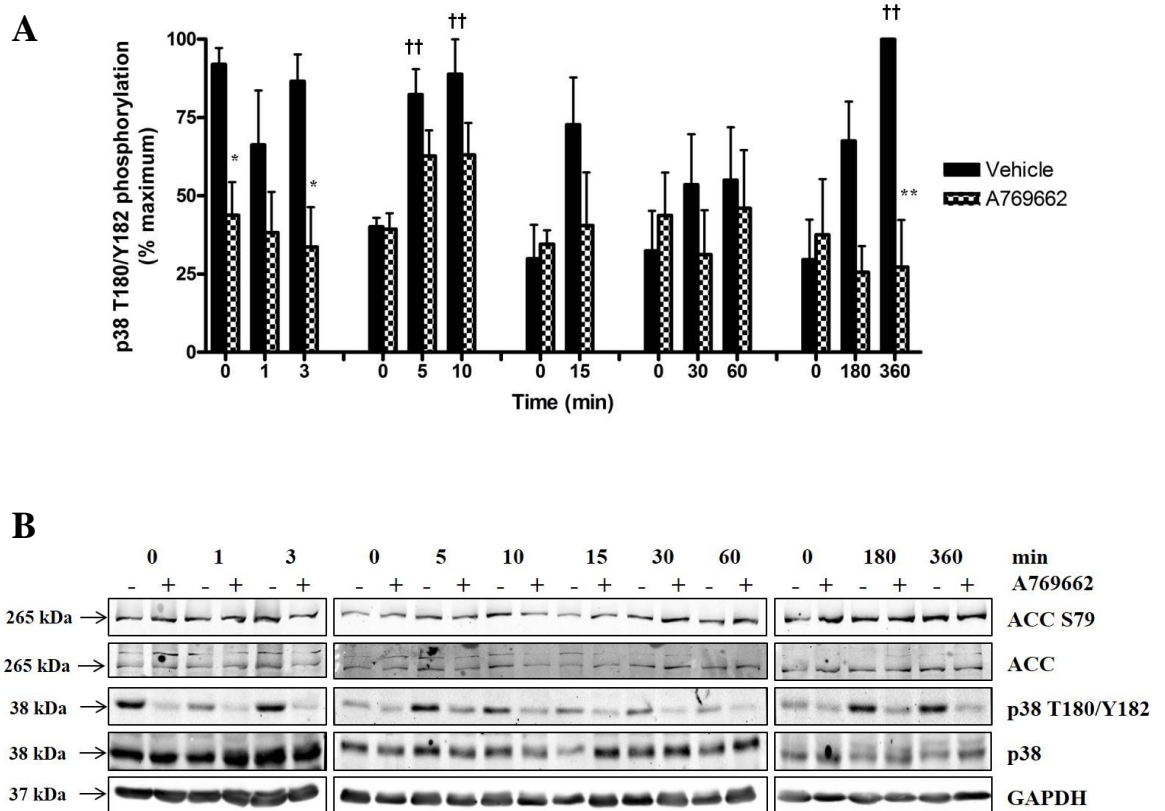 A
p38 T180/Y182 phosphorylation
(% maximum)
100
75
50
25
0
††
††
††
*
*
**
Vehicle
A769662
0 1 3 0 5 10 0 15 0 30 60 0 180 360
Time (min)
B
0 1 3 0 5 10 15 30 60 0 180 360 min
- + - + - + - + - + - + - + - + - + - + - + - + A769662
265 kDa ACC S79
265 kDa ACC
38 kDa p38 T180/Y182
38 kDa p38
37 kDa GAPDH